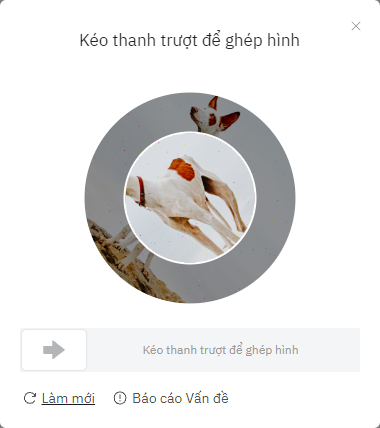 Kéo thanh trượt để ghép hình
Kéo thanh trượt để ghép hình
Làm mới Báo cáo Vấn đề